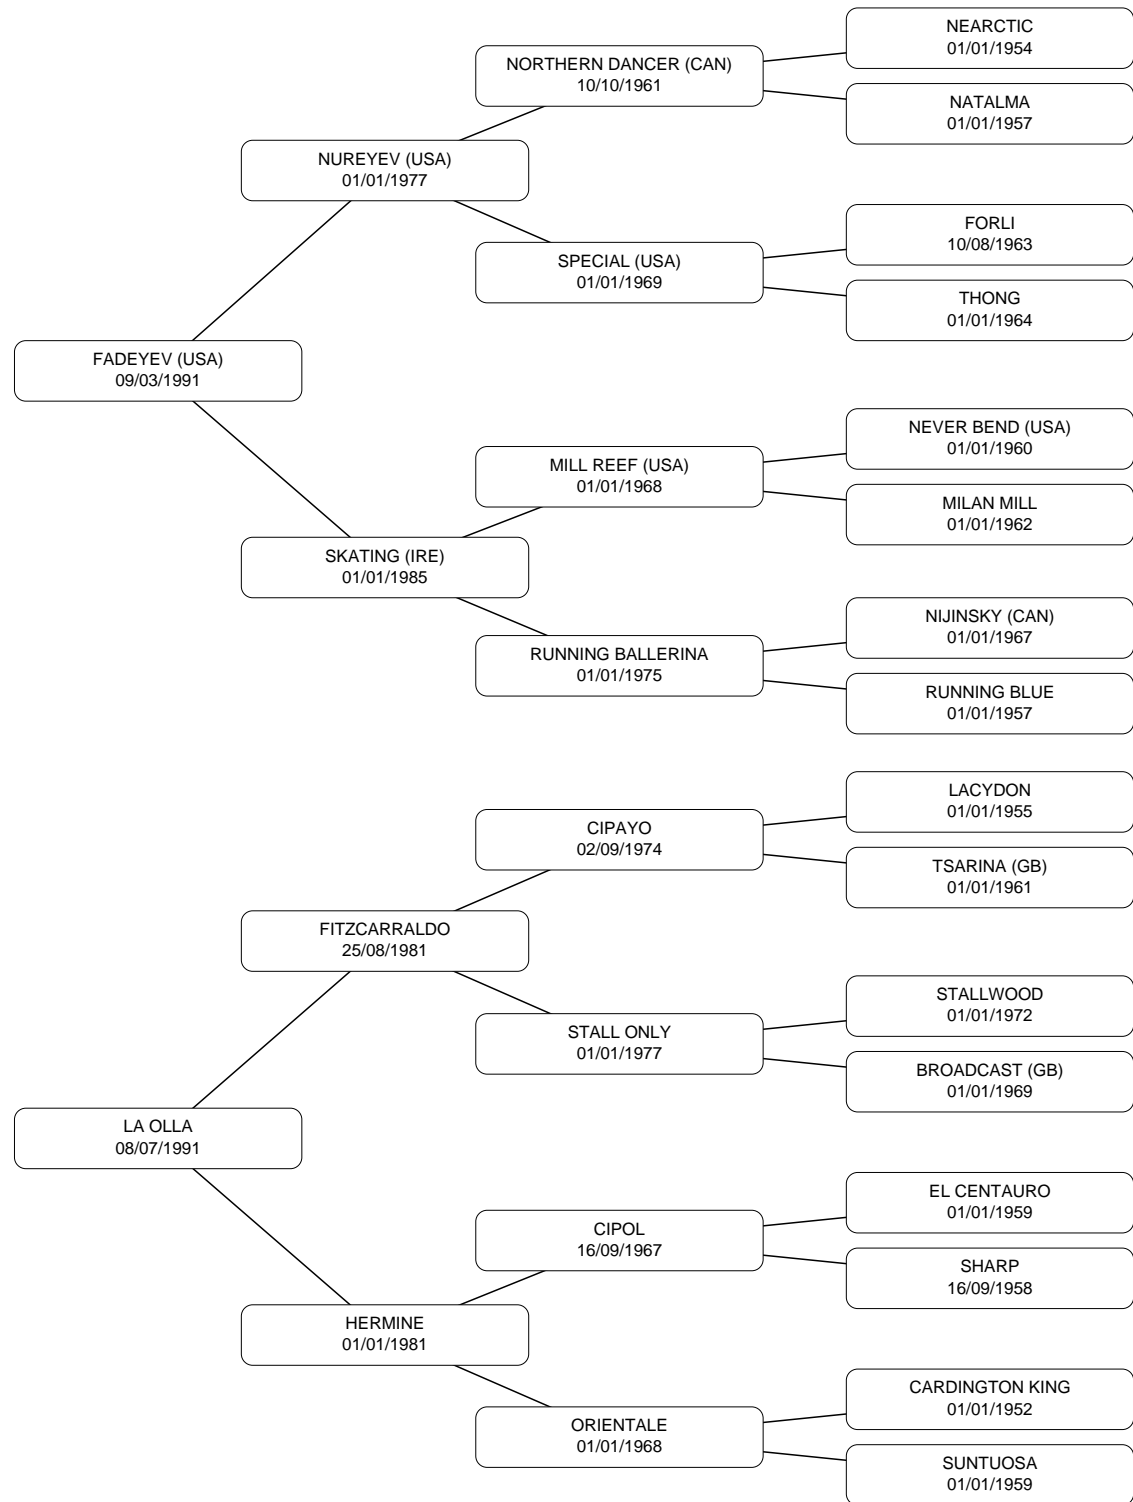 NEARCTIC
01/01/1954
NORTHERN DANCER (CAN)
10/10/1961
NATALMA
01/01/1957
NUREYEV (USA)
01/01/1977
FORLI
10/08/1963
SPECIAL (USA)
01/01/1969
THONG
01/01/1964
FADEYEV (USA)
09/03/1991
NEVER BEND (USA)
01/01/1960
MILL REEF (USA)
01/01/1968
MILAN MILL
01/01/1962
SKATING (IRE)
01/01/1985
NIJINSKY (CAN)
01/01/1967
RUNNING BALLERINA
01/01/1975
RUNNING BLUE
01/01/1957
LACYDON
01/01/1955
CIPAYO
02/09/1974
TSARINA (GB)
01/01/1961
FITZCARRALDO
25/08/1981
STALLWOOD
01/01/1972
STALL ONLY
01/01/1977
BROADCAST (GB)
01/01/1969
LA OLLA
08/07/1991
EL CENTAURO
01/01/1959
CIPOL
16/09/1967
SHARP
16/09/1958
HERMINE
01/01/1981
CARDINGTON KING
01/01/1952
ORIENTALE
01/01/1968
SUNTUOSA
01/01/1959